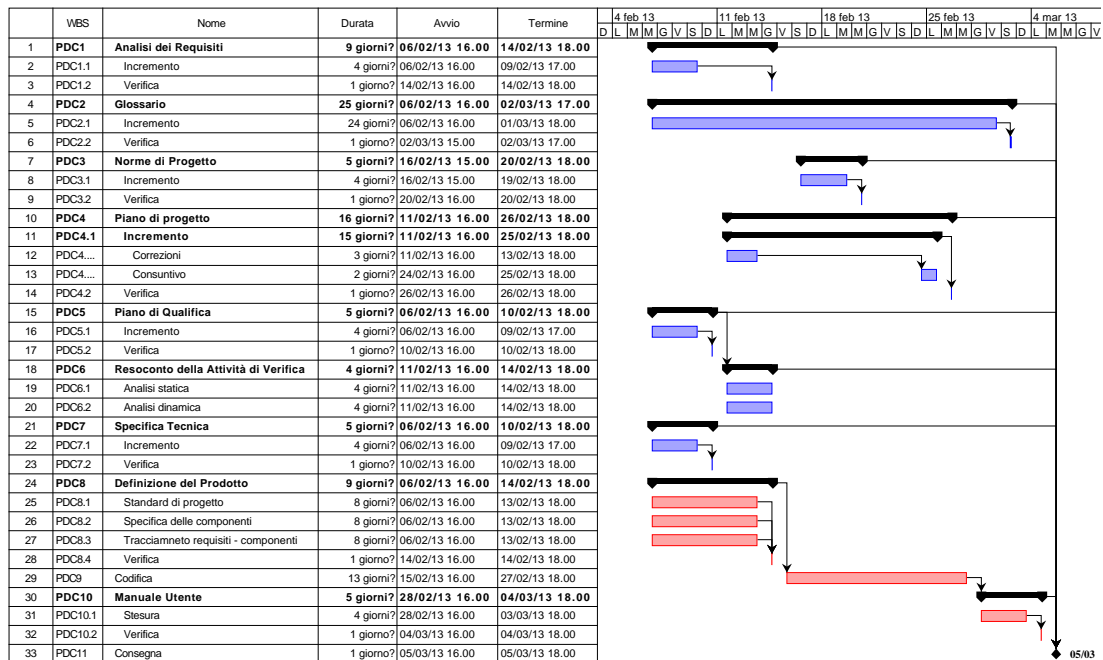 WBS Nome Durata Avvio Termine 4 feb 13 11 feb 13 18 feb 13 25 feb 13 4 mar 13
D L M M G V S D L M M G V S D L M M G V S D L M M G V S D L M M G V
1 PDC1 Analisi dei Requisiti 9 giorni? 06/02/13 16.00 14/02/13 18.00
2 PDC1.1 Incremento 4 giorni? 06/02/13 16.00 09/02/13 17.00
3 PDC1.2 Verifica 1 giorno? 14/02/13 16.00 14/02/13 18.00
4 PDC2 Glossario 25 giorni? 06/02/13 16.00 02/03/13 17.00
5 PDC2.1 Incremento 24 giorni? 06/02/13 16.00 01/03/13 18.00
6 PDC2.2 Verifica 1 giorno? 02/03/13 15.00 02/03/13 17.00
7 PDC3 Norme di Progetto 5 giorni? 16/02/13 15.00 20/02/13 18.00
8 PDC3.1 Incremento 4 giorni? 16/02/13 15.00 19/02/13 18.00
9 PDC3.2 Verifica 1 giorno? 20/02/13 16.00 20/02/13 18.00
10 PDC4 Piano di progetto 16 giorni? 11/02/13 16.00 26/02/13 18.00
11 PDC4.1 Incremento 15 giorni? 11/02/13 16.00 25/02/13 18.00
12 PDC4.... Correzioni 3 giorni? 11/02/13 16.00 13/02/13 18.00
13 PDC4.... Consuntivo 2 giorni? 24/02/13 16.00 25/02/13 18.00
14 PDC4.2 Verifica 1 giorno? 26/02/13 16.00 26/02/13 18.00
15 PDC5 Piano di Qualifica 5 giorni? 06/02/13 16.00 10/02/13 18.00
16 PDC5.1 Incremento 4 giorni? 06/02/13 16.00 09/02/13 17.00
17 PDC5.2 Verifica 1 giorno? 10/02/13 16.00 10/02/13 18.00
18 PDC6 Resoconto della Attività di Verifica 4 giorni? 11/02/13 16.00 14/02/13 18.00
19 PDC6.1 Analisi statica 4 giorni? 11/02/13 16.00 14/02/13 18.00
20 PDC6.2 Analisi dinamica 4 giorni? 11/02/13 16.00 14/02/13 18.00
21 PDC7 Specifica Tecnica 5 giorni? 06/02/13 16.00 10/02/13 18.00
22 PDC7.1 Incremento 4 giorni? 06/02/13 16.00 09/02/13 17.00
23 PDC7.2 Verifica 1 giorno? 10/02/13 16.00 10/02/13 18.00
24 PDC8 Definizione del Prodotto 9 giorni? 06/02/13 16.00 14/02/13 18.00
25 PDC8.1 Standard di progetto 8 giorni? 06/02/13 16.00 13/02/13 18.00
26 PDC8.2 Specifica delle componenti 8 giorni? 06/02/13 16.00 13/02/13 18.00
27 PDC8.3 Tracciamneto requisiti - componenti 8 giorni? 06/02/13 16.00 13/02/13 18.00
28 PDC8.4 Verifica 1 giorno? 14/02/13 16.00 14/02/13 18.00
29 PDC9 Codifica 13 giorni? 15/02/13 16.00 27/02/13 18.00
30 PDC10 Manuale Utente 5 giorni? 28/02/13 16.00 04/03/13 18.00
31 PDC10.1 Stesura 4 giorni? 28/02/13 16.00 03/03/13 18.00
32 PDC10.2 Verifica 1 giorno? 04/03/13 16.00 04/03/13 18.00
33 PDC11 Consegna 1 giorno? 05/03/13 16.00 05/03/13 18.00 05/03